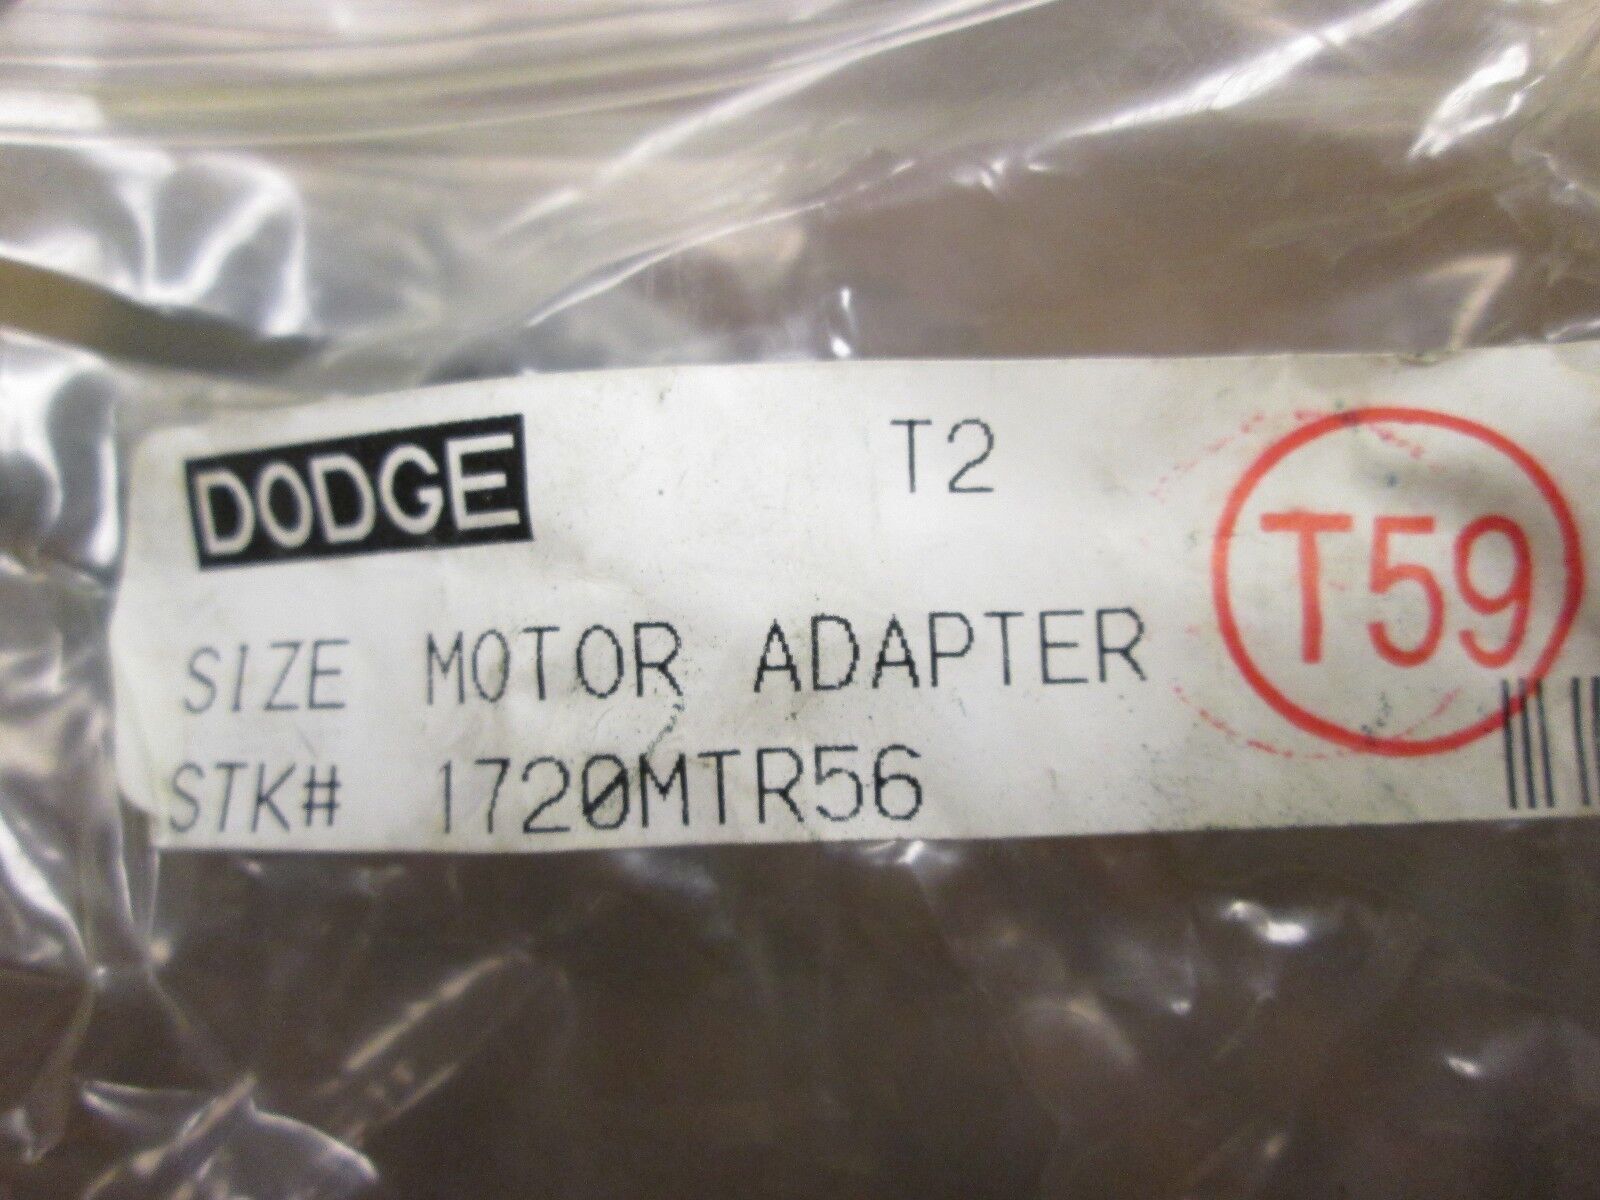 DODGE T2
T59
SIZE MOTOR ADAPTER
STK# 1720MTR56